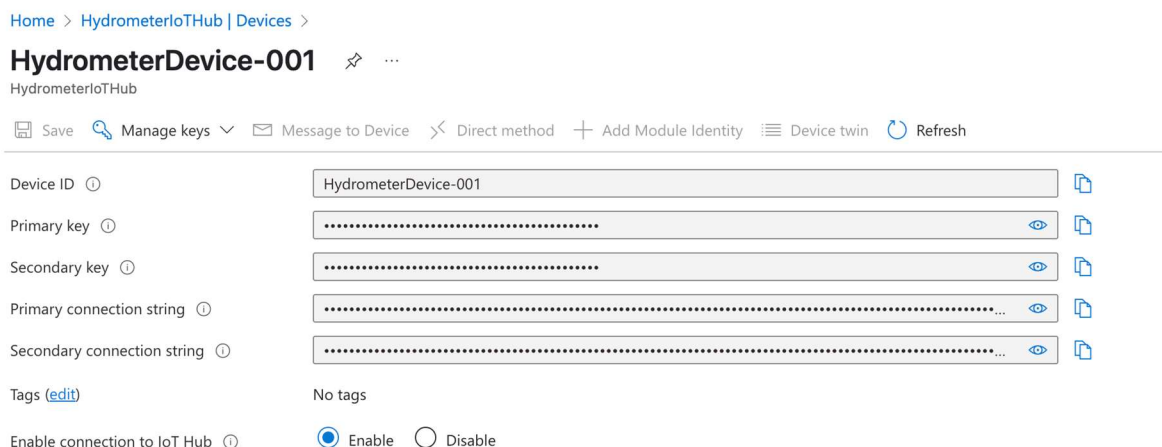 Home > HydrometerIoTHub | Devices >
HydrometerDevice-001 ...
HydrometerIoTHub
Save Manage keys Message to Device Direct method Add Module Identity Device twin Refresh
Device ID HydrometerDevice-001
Primary key ••••••••••••••••••••••••••••••••••••••••••••
Secondary key ••••••••••••••••••••••••••••••••••••••••••••
Primary connection string ••••••••••••••••••••••••••••••••••••••••••••••••••••••••••••••••••••••••••••••••••••••••••••••••••••••••••••...
Secondary connection string ••••••••••••••••••••••••••••••••••••••••••••••••••••••••••••••••••••••••••••••••••••••••••••••••••••••••••••...
Tags (edit) No tags
Enable connection to IoT Hub Enable Disable